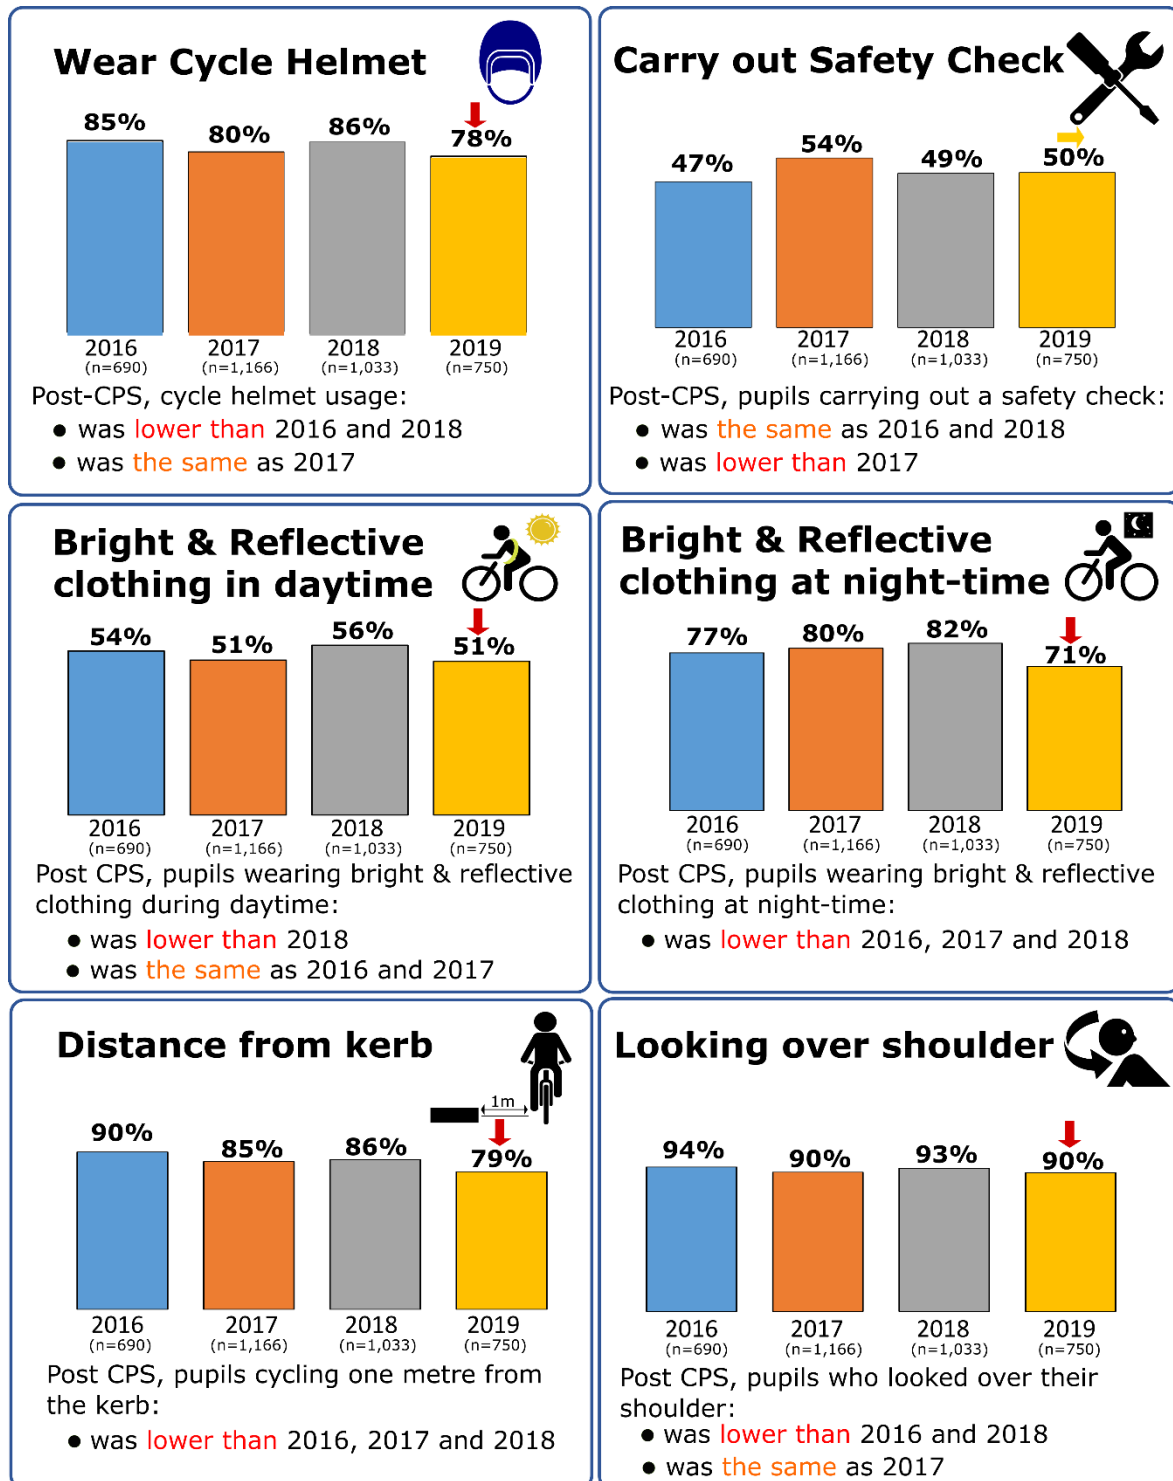 Wear Cycle Helmet
85%
80%
86%
78%
2016
(n=690)
2017
(n=1,166)
2018
(n=1,033)
2019
(n=750)
Post-CPS, cycle helmet usage:
● was lower than 2016 and 2018
● was the same as 2017
Carry out Safety Check
47%
54%
49%
50%
2016
(n=690)
2017
(n=1,166)
2018
(n=1,033)
2019
(n=750)
Post-CPS, pupils carrying out a safety check:
● was the same as 2016 and 2018
● was lower than 2017
Bright & Reflective
clothing in daytime
54%
51%
56%
51%
2016
(n=690)
2017
(n=1,166)
2018
(n=1,033)
2019
(n=750)
Post CPS, pupils wearing bright & reflective
clothing during daytime:
● was lower than 2018
● was the same as 2016 and 2017
Bright & Reflective
clothing at night-time
77%
80%
82%
71%
2016
(n=690)
2017
(n=1,166)
2018
(n=1,033)
2019
(n=750)
Post CPS, pupils wearing bright & reflective
clothing at night-time:
● was lower than 2016, 2017 and 2018
Distance from kerb
1m
90%
85%
86%
79%
2016
(n=690)
2017
(n=1,166)
2018
(n=1,033)
2019
(n=750)
Post CPS, pupils cycling one metre from
the kerb:
● was lower than 2016, 2017 and 2018
Looking over shoulder
94%
90%
93%
90%
2016
(n=690)
2017
(n=1,166)
2018
(n=1,033)
2019
(n=750)
Post CPS, pupils who looked over their
shoulder:
● was lower than 2016 and 2018
● was the same as 2017